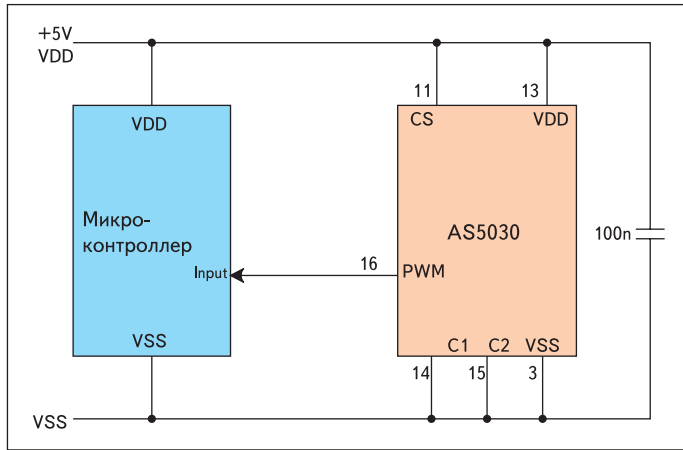 +5V
VDD
11
13
VDD
CS
VDD
Микро-
контроллер
AS5030
100n
Input
16
PWM
VSS
C1
C2
VSS
14
15
3
VSS